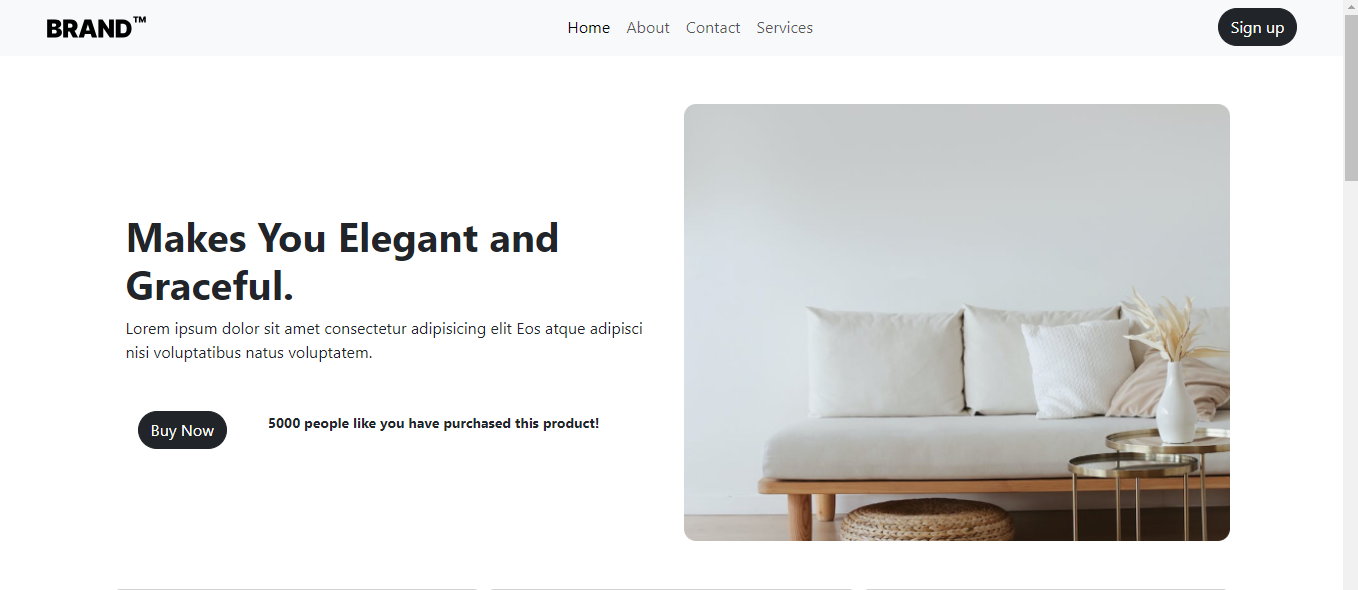 BRAND™
Home About Contact Services
Sign up
Makes You Elegant and
Graceful.
Lorem ipsum dolor sit amet consectetur adipisicing elit Eos atque adipisci
nisi voluptatibus natus voluptatem.
Buy Now
5000 people like you have purchased this product!